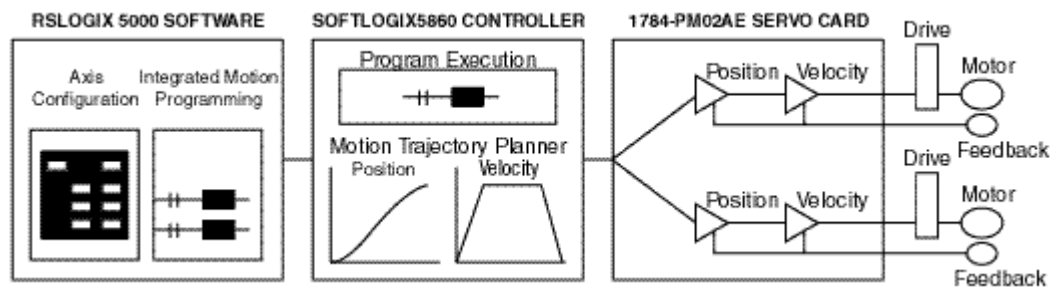 RSLOGIX 5000 SOFTWARE
Axis
Configuration
Integrated Motion
Programming
SOFTLOGIX5860 CONTROLLER
Program Execution
Motion Trajectory Planner
Position
Velocity
1784-PM02AE SERVO CARD
Position
Velocity
Drive
Motor
Feedback
Position
Velocity
Drive
Motor
Feedback